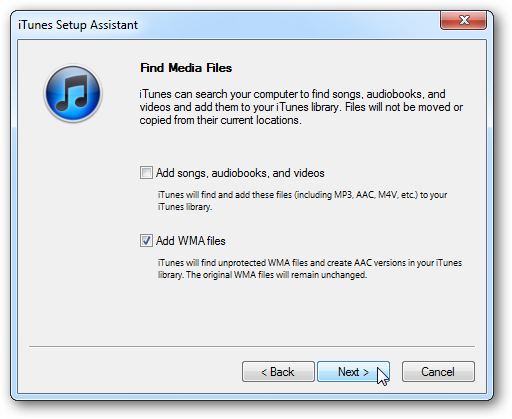 iTunes Setup Assistant
Find Media Files
iTunes can search your computer to find songs, audiobooks, and
videos and add them to your iTunes library. Files will not be moved or
copied from their current locations.
Add songs, audiobooks, and videos
iTunes will find and add these files (including MP3, AAC, M4V, etc.) to your
iTunes library.
Add WMA files
iTunes will find unprotected WMA files and create AAC versions in your iTunes
library. The original WMA files will remain unchanged.
< Back Next > Cancel